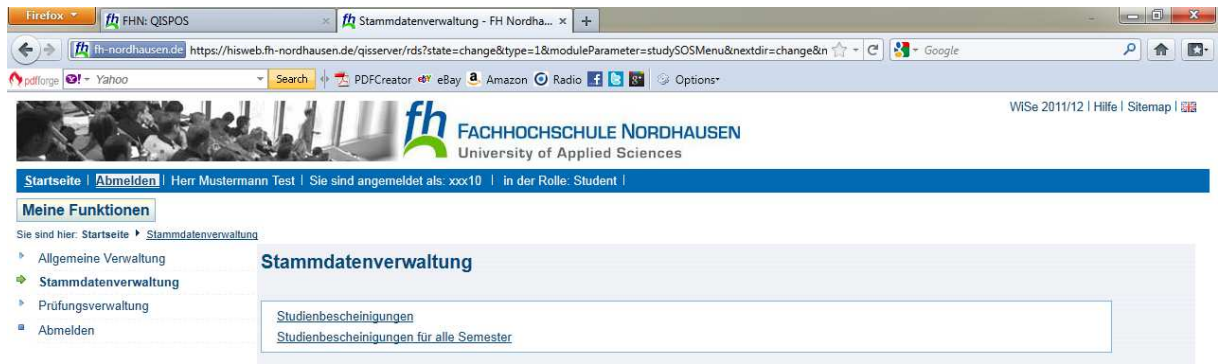 Firefox
FHN: QISPOS
Stammdatenverwaltung - FH Nordha...
fh-nordhausen.de https://hisweb.fh-nordhausen.de/qisserver/rds?state=change&type=1&moduleParameter=studySOSMenu&nextdir=change&n
Google
pdfforge Yahoo Search PDFCreator eBay Amazon Radio Options
WiSe 2011/12 | Hilfe | Sitemap |
fh FACHHOCHSCHULE NORDHAUSEN
University of Applied Sciences
Startseite | Abmelden | Herr Mustermann Test | Sie sind angemeldet als: xxx10 | in der Rolle: Student |
Meine Funktionen
Sie sind hier: Startseite Stammdatenverwaltung
Allgemeine Verwaltung
Stammdatenverwaltung
Prüfungsverwaltung
Abmelden
Stammdatenverwaltung
Studienbescheinigungen
Studienbescheinigungen für alle Semester